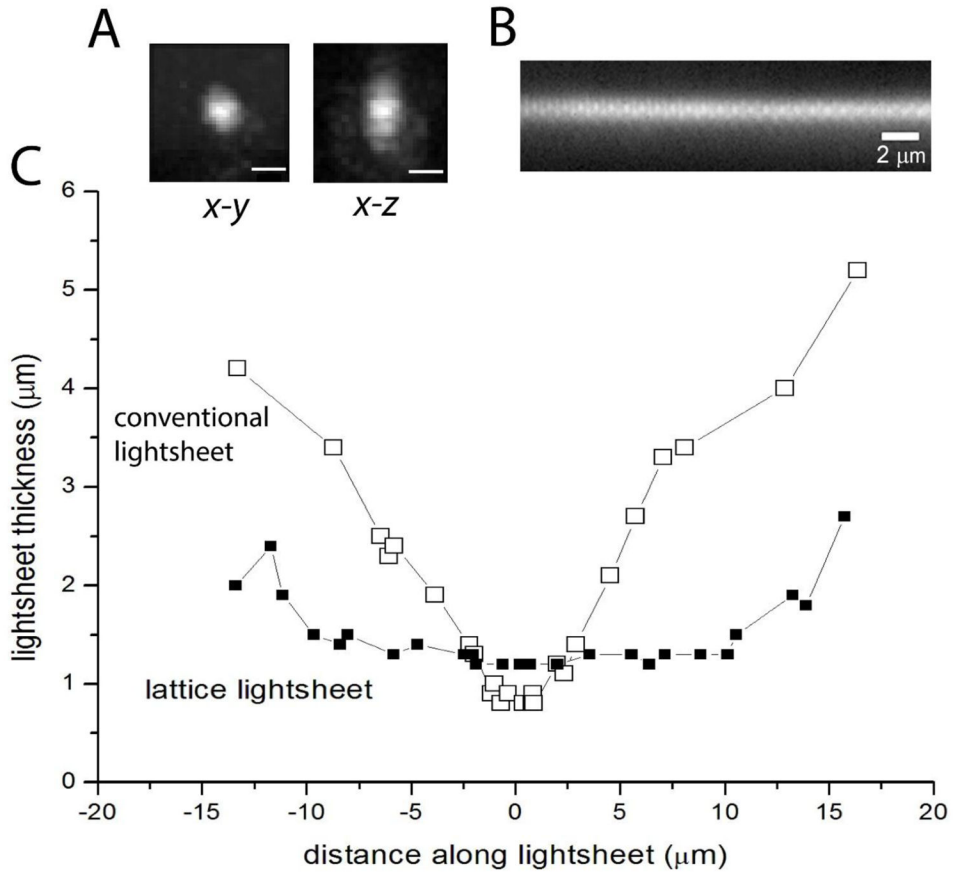 A
B
x-y
x-z
2 μm
C
6
5
4
3
2
1
0
lightsheet thickness (μm)
conventional
lightsheet
lattice lightsheet
-20
-15
-10
-5
0
5
10
15
20
distance along lightsheet (μm)